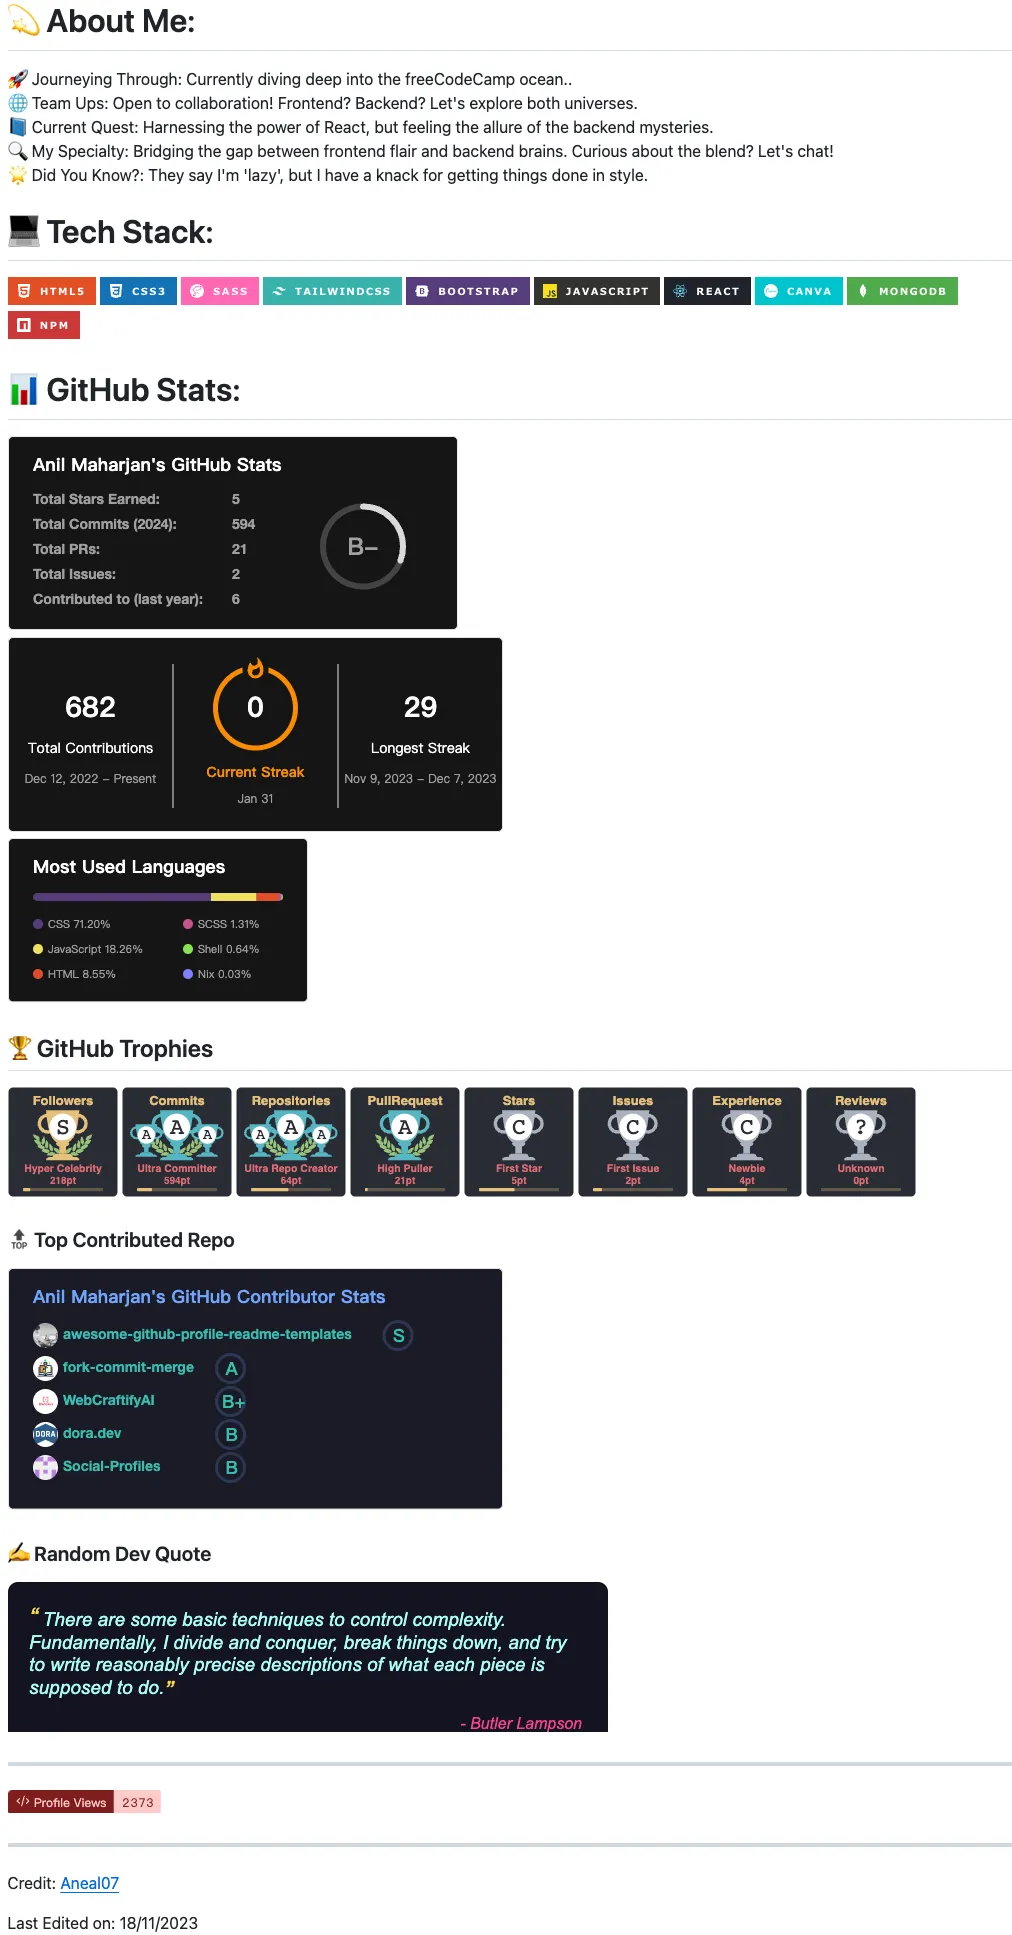 About Me:
Journeying Through: Currently diving deep into the freeCodeCamp ocean..
Team Ups: Open to collaboration! Frontend? Backend? Let's explore both universes.
Current Quest: Harnessing the power of React, but feeling the allure of the backend mysteries.
My Specialty: Bridging the gap between frontend flair and backend brains. Curious about the blend? Let's chat!
Did You Know?: They say I'm 'lazy', but I have a knack for getting things done in style.
Tech Stack:
HTML5 CSS3 SASS TAILWINDCSS BOOTSTRAP JAVASCRIPT REACT CANVA MONGODB
NPM
GitHub Stats:
Anil Maharjan's GitHub Stats
Total Stars Earned: 5
Total Commits (2024): 594
Total PRs: 21
Total Issues: 2
Contributed to (last year): 6
B-
682 0 29
Total Contributions Current Streak Longest Streak
Dec 12, 2022 – Present Jan 31 Nov 9, 2023 – Dec 7, 2023
Most Used Languages
CSS 71.20% SCSS 1.31%
JavaScript 18.26% Shell 0.64%
HTML 8.55% Nix 0.03%
GitHub Trophies
Followers Commits Repositories PullRequest Stars Issues Experience Reviews
S A A A A A A A C C C ?
Hyper Celebrity Ultra Committer Ultra Repo Creator High Puller First Star First Issue Newbie Unknown
218pt 594pt 64pt 21pt 5pt 2pt 4pt 0pt
TOP Top Contributed Repo
Anil Maharjan's GitHub Contributor Stats
awesome-github-profile-readme-templates S
fork-commit-merge A
WebCraftifyAI B+
DORA dora.dev B
Social-Profiles B
Random Dev Quote
“ There are some basic techniques to control complexity.
Fundamentally, I divide and conquer, break things down, and try
to write reasonably precise descriptions of what each piece is
supposed to do.”
- Butler Lampson
</> Profile Views 2373
Credit: Aneal07
Last Edited on: 18/11/2023